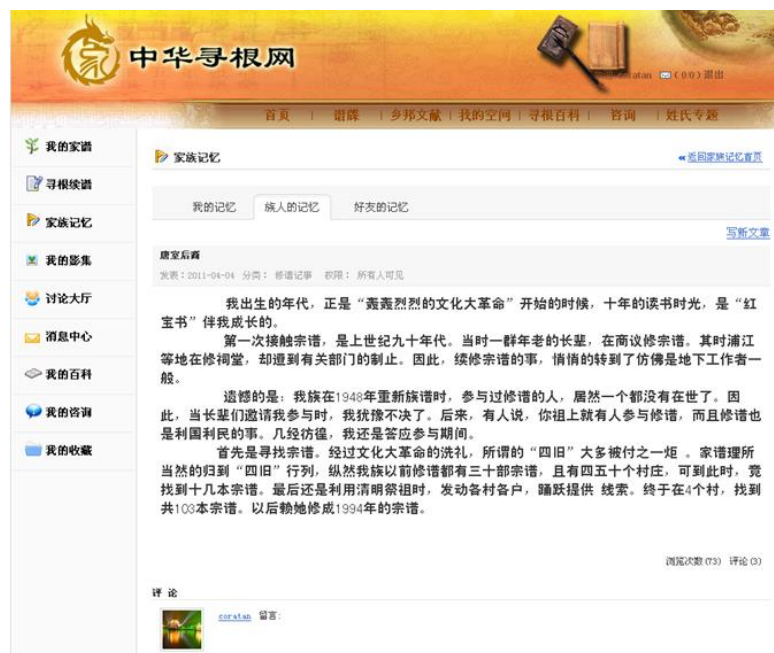 中华寻根网
ratan (0/0) 退出
首页 | 谱牒 | 乡邦文献 | 我的空间 | 寻根百科 | 咨询 | 姓氏专题
我的家谱
寻根续谱
家族记忆
我的影集
讨论大厅
消息中心
我的百科
我的咨询
我的收藏
家族记忆
«返回家族记忆首页
我的记忆 族人的记忆 好友的记忆
写新文章
唐室后裔
发表：2011-04-04 分类： 修谱记事 权限： 所有人可见
我出生的年代，正是“轰轰烈烈的文化大革命”开始的时候，十年的读书时光，是“红
宝书”伴我成长的。
第一次接触宗谱，是上世纪九十年代。当时一群年老的长辈，在商议修宗谱。其时浦江
等地在修祠堂，却遭到有关部门的制止。因此，续修宗谱的事，悄悄的转到了仿佛是地下工作者一
般。
遗憾的是：我族在1948年重新族谱时，参与过修谱的人，居然一个都没有在世了。因
此，当长辈们邀请我参与时，我犹豫不决了。后来，有人说，你祖上就有人参与修谱，而且修谱也
是利国利民的事。几经彷徨，我还是答应参与期间。
首先是寻找宗谱。经过文化大革命的洗礼，所谓的“四旧”大多被付之一炬 。家谱理所
当然的归到“四旧”行列，纵然我族以前修谱都有三十部宗谱，且有四五十个村庄，可到此时，竟
找到十几本宗谱。最后还是利用清明祭祖时，发动各村各户，踊跃提供 线索。终于在4个村，找到
共103本宗谱。以后赖她修成1994年的宗谱。
浏览次数(73) 评论(3)
评 论
coratan 留言: